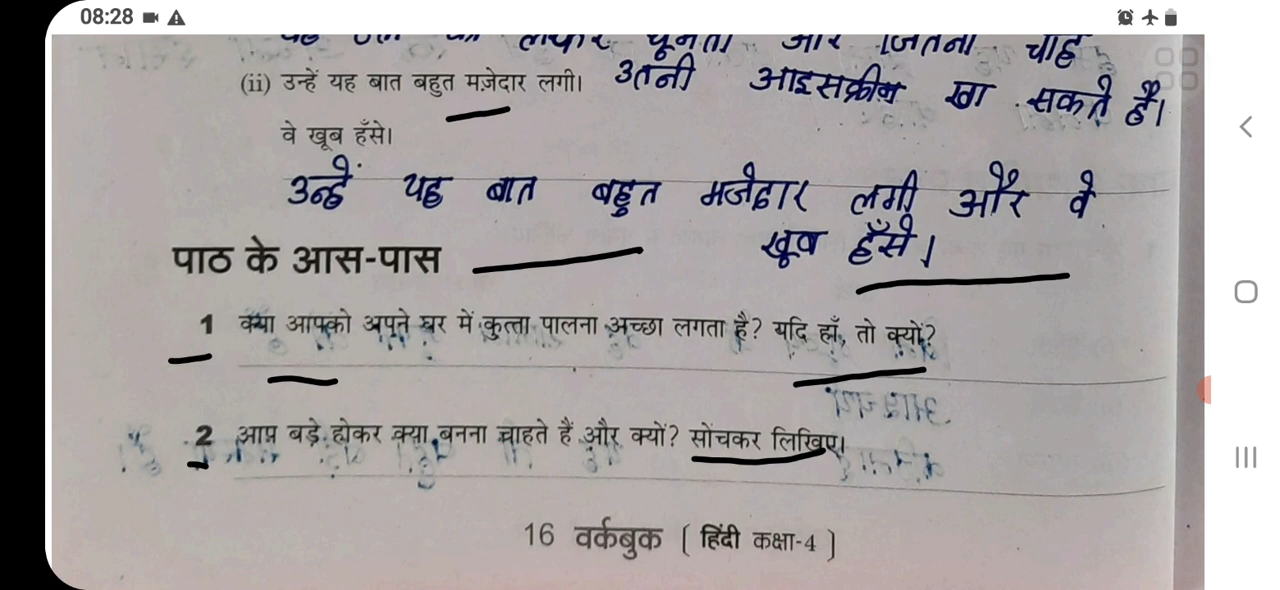 08:28
और जितनी चाहे
(ii) उन्हें यह बात बहुत मज़ेदार लगी। उतनी आइसक्रीम खा सकते हैं।
वे खूब हँसे।
उन्हें यह बात बहुत मजेदार लगी और वे
खूब हँसे।
पाठ के आस-पास
1 क्या आपको अपने घर में कुत्ता पालना अच्छा लगता है? यदि हाँ, तो क्यों?
2 आप बड़े होकर क्या बनना चाहते हैं और क्यों? सोचकर लिखिए।
16 वर्कबुक ( हिंदी कक्षा-4 )